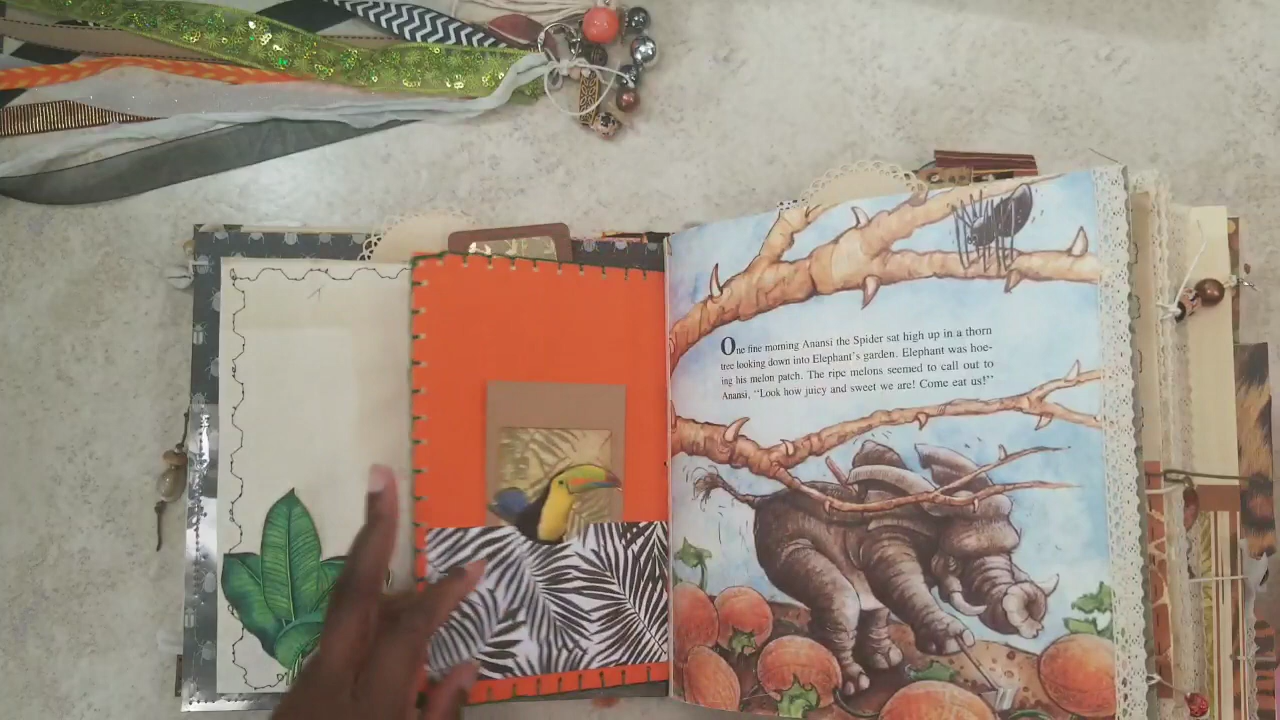 One fine morning Anansi the Spider sat high up in a thorn
tree looking down into Elephant's garden. Elephant was hoe-
ing his melon patch. The ripe melons seemed to call out to
Anansi, "Look how juicy and sweet we are! Come eat us!"